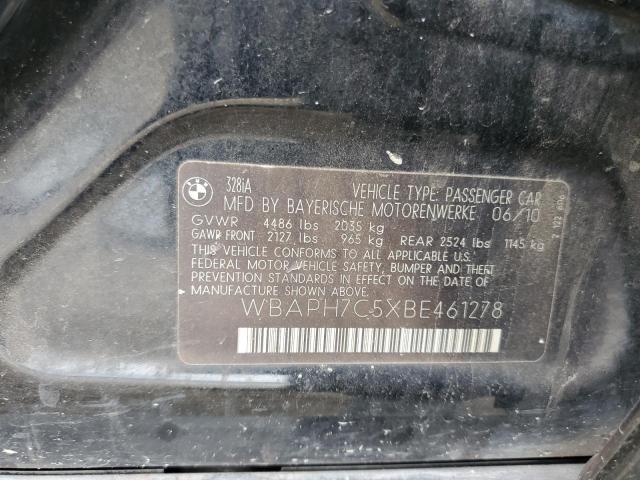 BMW
328iA VEHICLE TYPE: PASSENGER CAR
MFD BY BAYERISCHE MOTORENWERKE 06/10
GVWR 4486 lbs 2035 kg
GAWR FRONT 2127 lbs 965 kg REAR 2524 lbs 1145 kg
THIS VEHICLE CONFORMS TO ALL APPLICABLE U.S.
FEDERAL MOTOR VEHICLE SAFETY, BUMPER AND THEFT
PREVENTION STANDARDS IN EFFECT ON THE DATE
OF MANUFACTURE SHOWN ABOVE.
WBAPH7C5XBE461278